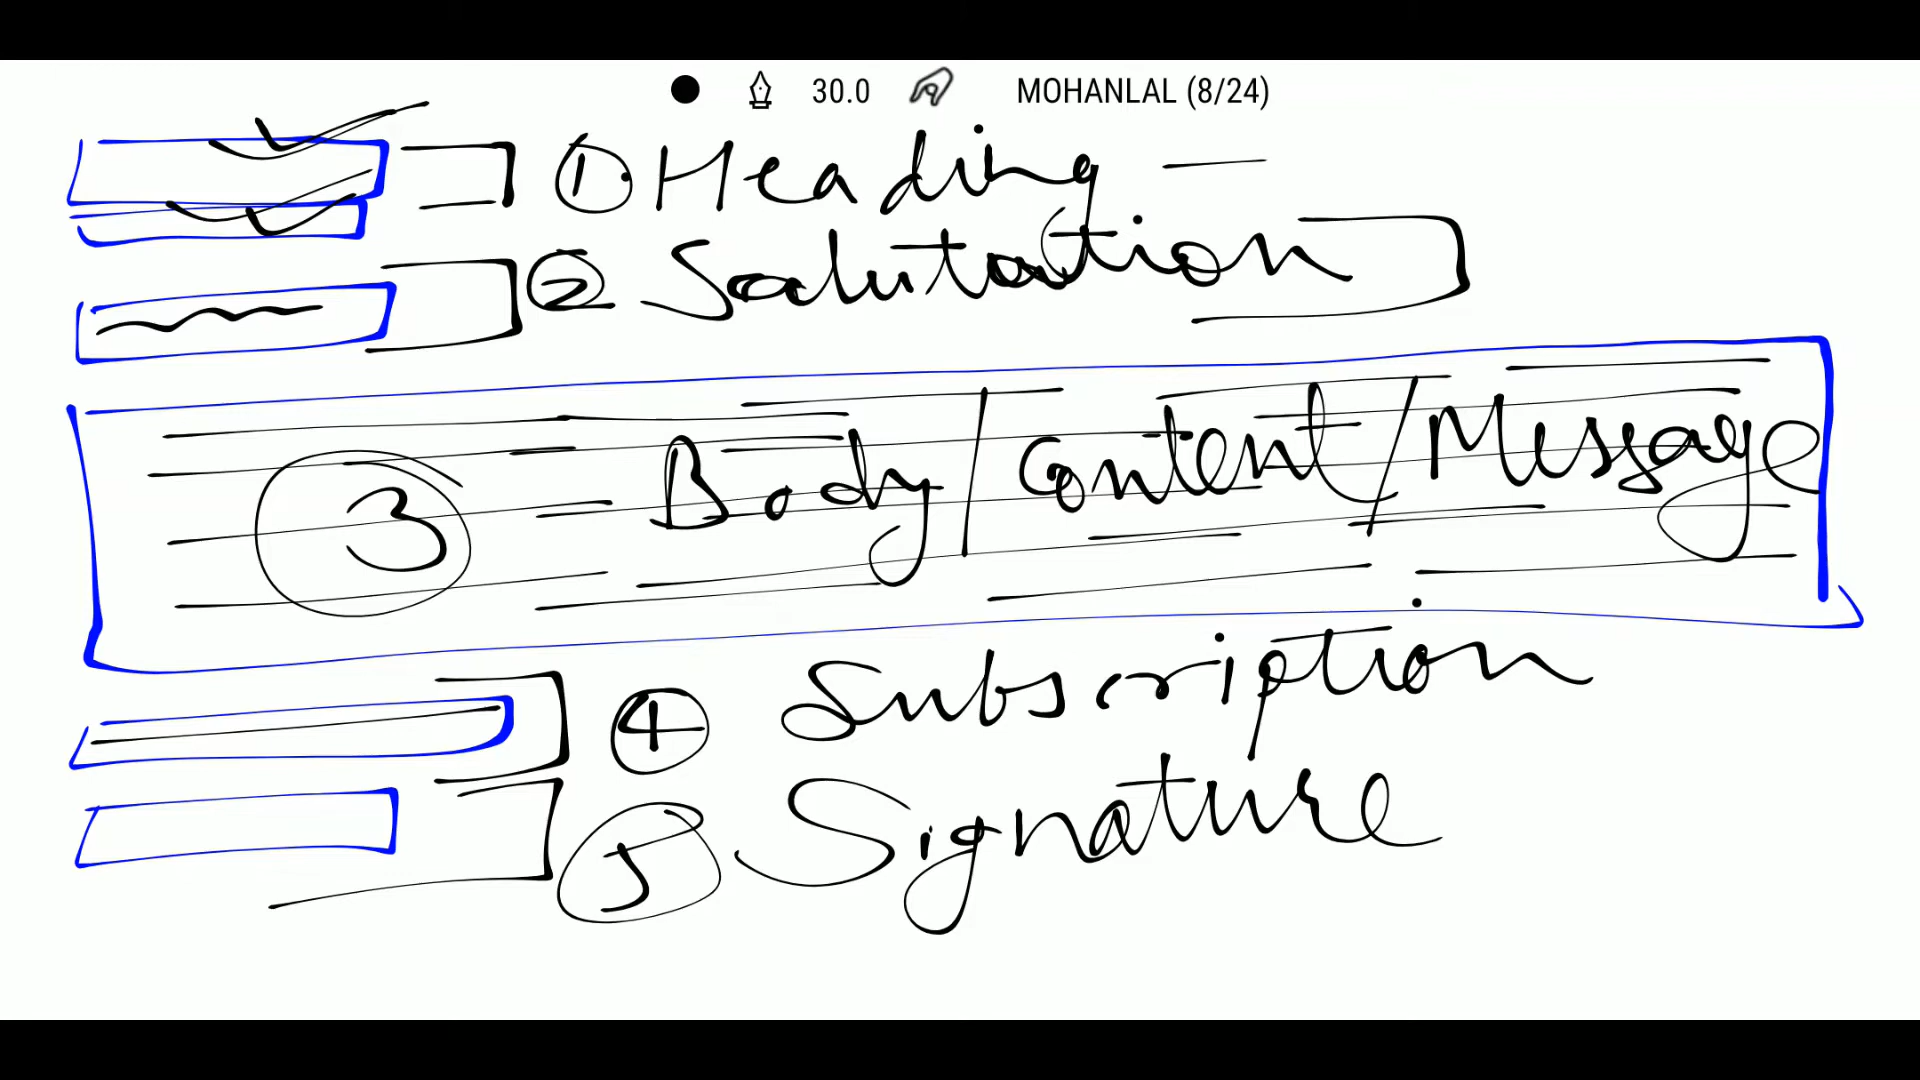 30.0 MOHANLAL (8/24)
1. Heading —
2 Salutation
3 = Body / Content / Message
4 Subscription
5 Signature